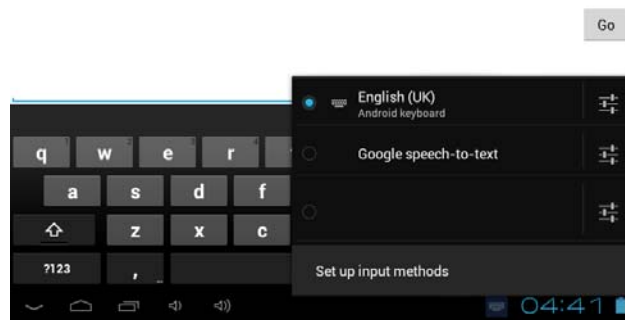 Go
English (UK)
Android keyboard
Google speech-to-text
q w e r
a s d f
z x c
?123 ,
Set up input methods
04:41